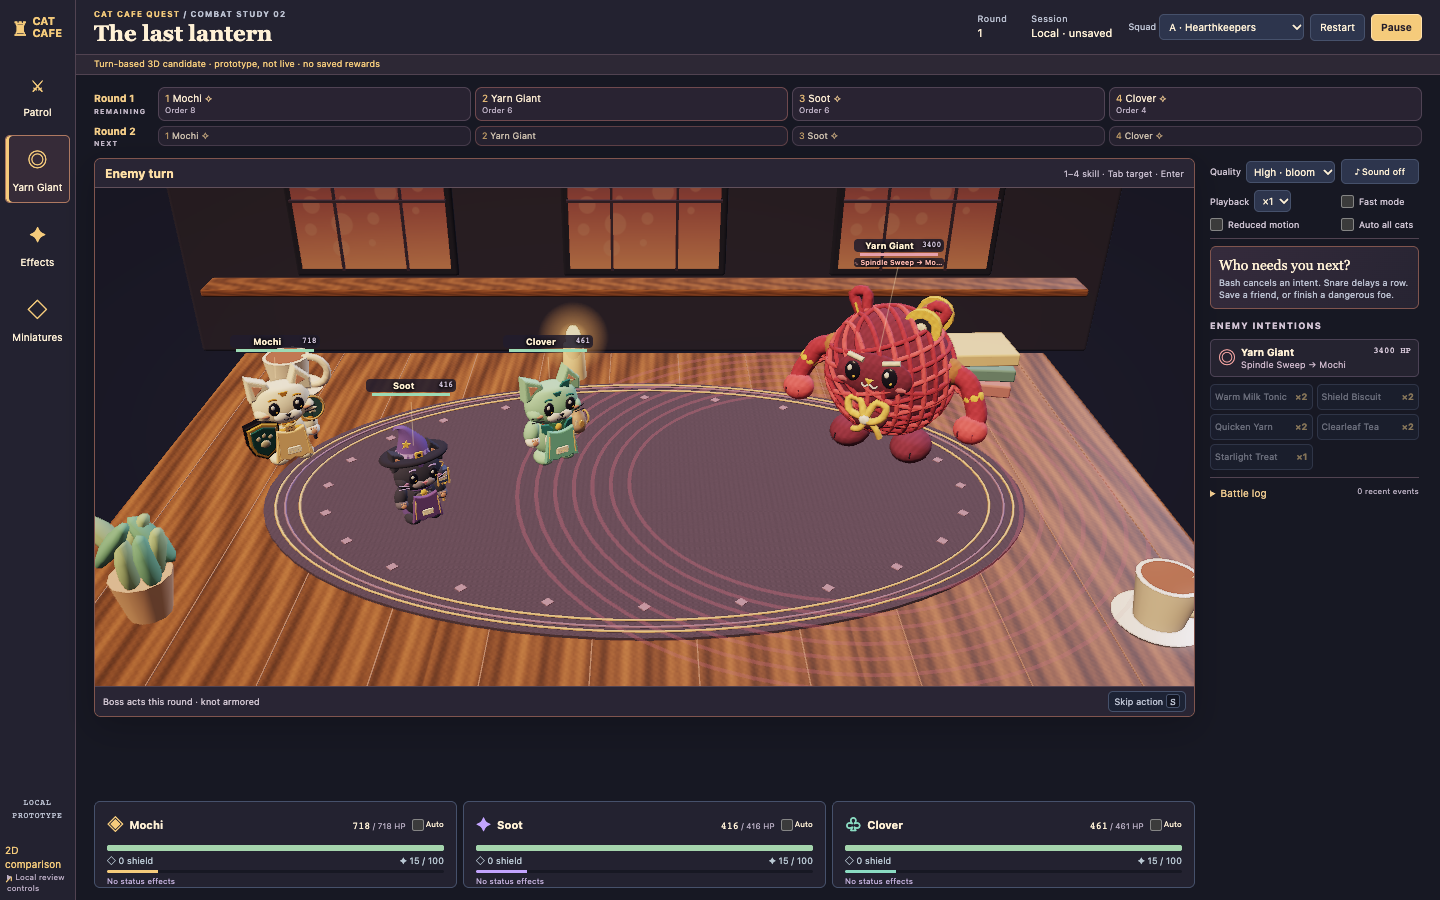 CAT
CAFE
Patrol
Yarn Giant
Effects
Miniatures
LOCAL
PROTOTYPE
2D
comparison
Local review
controls
CAT CAFE QUEST / COMBAT STUDY 02
The last lantern
Round
1
Session
Local · unsaved
Squad
A · Hearthkeepers
Restart
Pause
Turn-based 3D candidate · prototype, not live · no saved rewards
Round 1
REMAINING
1 Mochi
Order 8
2 Yarn Giant
Order 6
3 Soot
Order 6
4 Clover
Order 4
Round 2
NEXT
1 Mochi
2 Yarn Giant
3 Soot
4 Clover
Enemy turn
1–4 skill · Tab target · Enter
Yarn Giant 3400
Spindle Sweep → Mo...
Mochi 718
Clover 461
Soot 416
Boss acts this round · knot armored
Skip action S
Quality
High · bloom
♪ Sound off
Playback
×1
Fast mode
Reduced motion
Auto all cats
Who needs you next?
Bash cancels an intent. Snare delays a row.
Save a friend, or finish a dangerous foe.
ENEMY INTENTIONS
Yarn Giant
3400 HP
Spindle Sweep → Mochi
Warm Milk Tonic ×2
Shield Biscuit ×2
Quicken Yarn ×2
Clearleaf Tea ×2
Starlight Treat ×1
Battle log
0 recent events
Mochi
718 / 718 HP
Auto
0 shield
15 / 100
No status effects
Soot
416 / 416 HP
Auto
0 shield
15 / 100
No status effects
Clover
461 / 461 HP
Auto
0 shield
15 / 100
No status effects